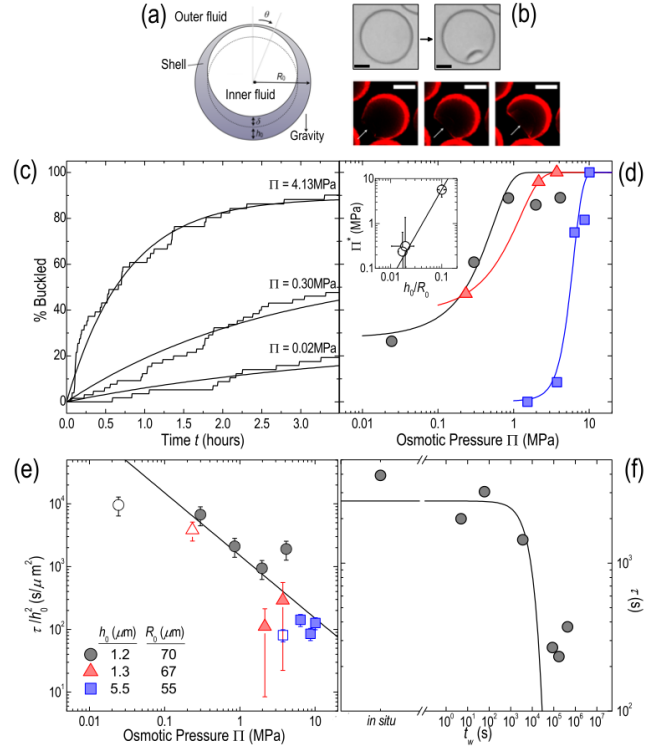 (a)
Outer fluid
θ
Shell
R₀
Inner fluid
δ
h₀
Gravity
(b)
(c)
100
80
60
40
20
0
% Buckled
Π = 4.13MPa
Π = 0.30MPa
Π = 0.02MPa
0.0 0.5 1.0 1.5 2.0 2.5 3.0
Time t (hours)
(d)
10
1
0.1
Π* (MPa)
0.01 0.1
h₀/R₀
0.01 0.1 1 10
Osmotic Pressure Π (MPa)
(e)
10⁴
10³
10²
10¹
τ/h₀² (s/μm²)
h₀ (μm) R₀ (μm)
1.2 70
1.3 67
5.5 55
0.01 0.1 1 10
Osmotic Pressure Π (MPa)
(f)
10³
10²
τ (s)
in situ 10⁰ 10¹ 10² 10³ 10⁴ 10⁵ 10⁶ 10⁷
t_w (s)